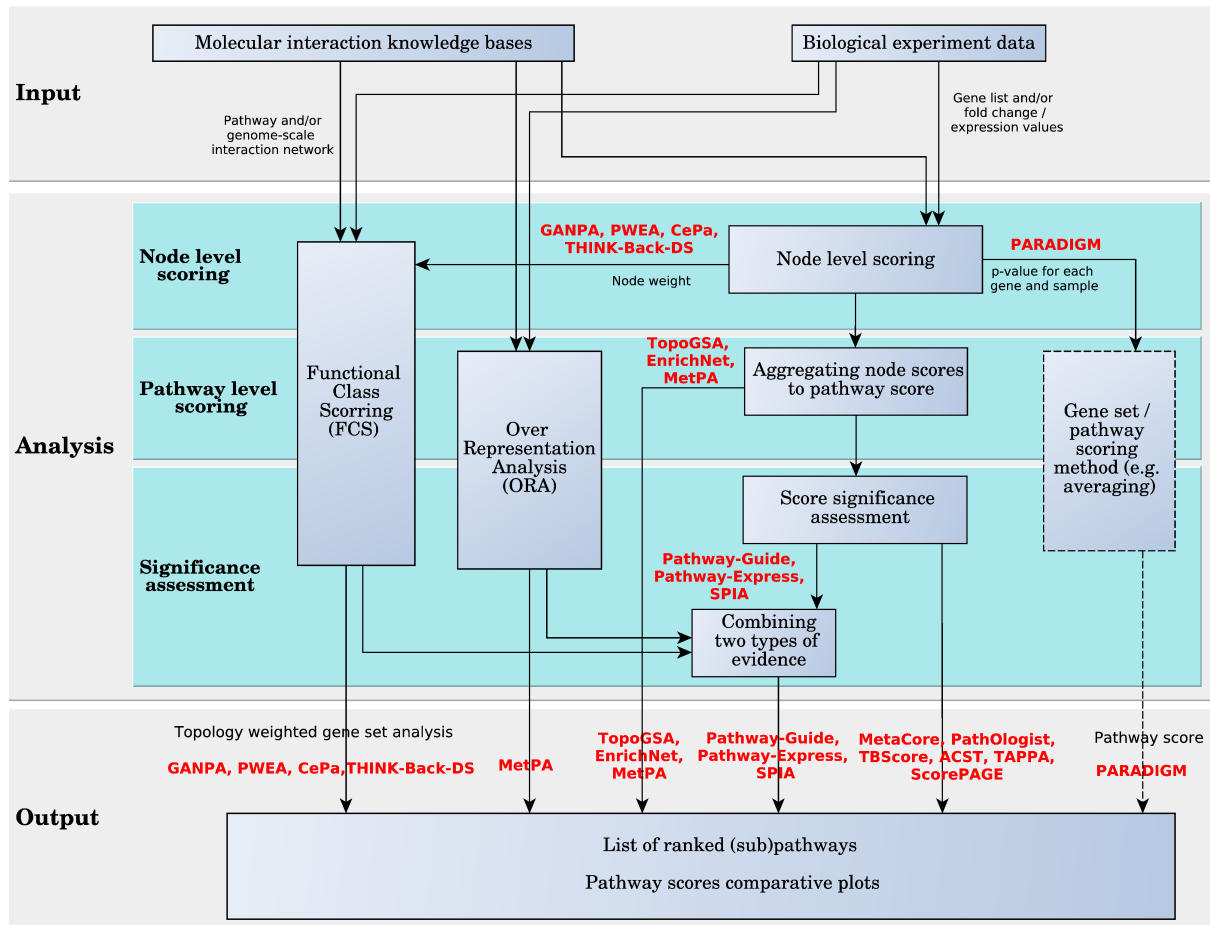 Molecular interaction knowledge bases
Biological experiment data
Input
Pathway and/or
genome-scale
interaction network
Gene list and/or
fold change /
expression values
Analysis
Node level
scoring
GANPA, PWEA, CePa,
THINK-Back-DS
Node weight
Node level scoring
PARADIGM
p-value for each
gene and sample
Pathway level
scoring
Functional
Class
Scorring
(FCS)
Over
Representation
Analysis
(ORA)
TopoGSA,
EnrichNet,
MetPA
Aggregating node scores
to pathway score
Gene set /
pathway
scoring
method (e.g.
averaging)
Significance
assessment
Score significance
assessment
Pathway-Guide,
Pathway-Express,
SPIA
Combining
two types of
evidence
Output
Topology weighted gene set analysis
GANPA, PWEA, CePa,THINK-Back-DS
MetPA
TopoGSA,
EnrichNet,
MetPA
Pathway-Guide,
Pathway-Express,
SPIA
MetaCore, PathOlogist,
TBScore, ACST, TAPPA,
ScorePAGE
Pathway score
PARADIGM
List of ranked (sub)pathways
Pathway scores comparative plots